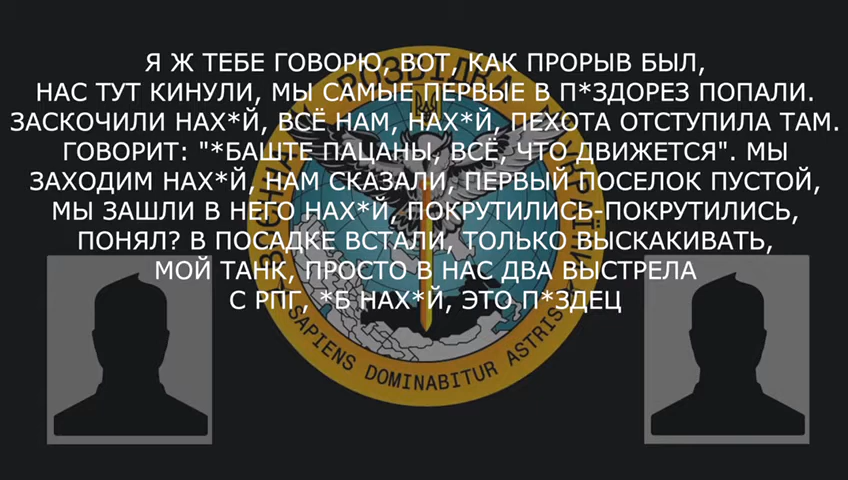 Я Ж ТЕБЕ ГОВОРЮ, ВОТ, КАК ПРОРЫВ БЫЛ,
НАС ТУТ КИНУЛИ, МЫ САМЫЕ ПЕРВЫЕ В П*ЗДОРЕЗ ПОПАЛИ.
ЗАСКОЧИЛИ НАХ*Й, ВСЁ НАМ, НАХ*Й, ПЕХОТА ОТСТУПИЛА ТАМ.
ГОВОРИТ: "*БАШТЕ ПАЦАНЫ, ВСЁ, ЧТО ДВИЖЕТСЯ". МЫ
ЗАХОДИМ НАХ*Й, НАМ СКАЗАЛИ, ПЕРВЫЙ ПОСЕЛОК ПУСТОЙ,
МЫ ЗАШЛИ В НЕГО НАХ*Й, ПОКРУТИЛИСЬ-ПОКРУТИЛИСЬ,
ПОНЯЛ? В ПОСАДКЕ ВСТАЛИ, ТОЛЬКО ВЫСКАКИВАТЬ,
МОЙ ТАНК, ПРОСТО В НАС ДВА ВЫСТРЕЛА
С РПГ, *Б НАХ*Й, ЭТО П*ЗДЕЦ
РОЗВІДКА
SAPIENS DOMINABITUR ASTRIS